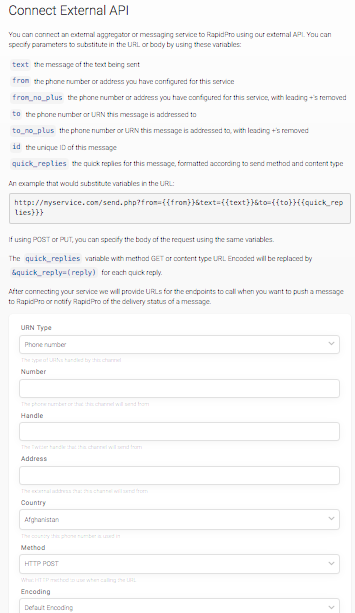 Connect External API
You can connect an external aggregator or messaging service to RapidPro using our external API. You can
specify parameters to substitute in the URL or body by using these variables:
text the message of the text being sent
from the phone number or address you have configured for this service
from_no_plus the phone number or address you have configured for this service, with leading +'s removed
to the phone number or URN this message is addressed to
to_no_plus the phone number or URN this message is addressed to, with leading +'s removed
id the unique ID of this message
quick_replies the quick replies for this message, formatted according to send method and content type
An example that would substitute variables in the URL:
http://myservice.com/send.php?from={{from}}&text={{text}}&to={{to}}{{quick_rep
lies}}}
If using POST or PUT, you can specify the body of the request using the same variables.
The quick_replies variable with method GET or content type URL Encoded will be replaced by
&quick_reply=(reply) for each quick reply.
After connecting your service we will provide URLs for the endpoints to call when you want to push a message
to RapidPro or notify RapidPro of the delivery status of a message.
URN Type
Phone number
The type of URNs handled by this channel
Number
The phone number or that this channel will send from
Handle
The Twitter handle that this channel will send from
Address
The external address that this channel will send from
Country
Afghanistan
The country this phone number is used in
Method
HTTP POST
What HTTP method to use when calling the URL
Encoding
Default Encoding